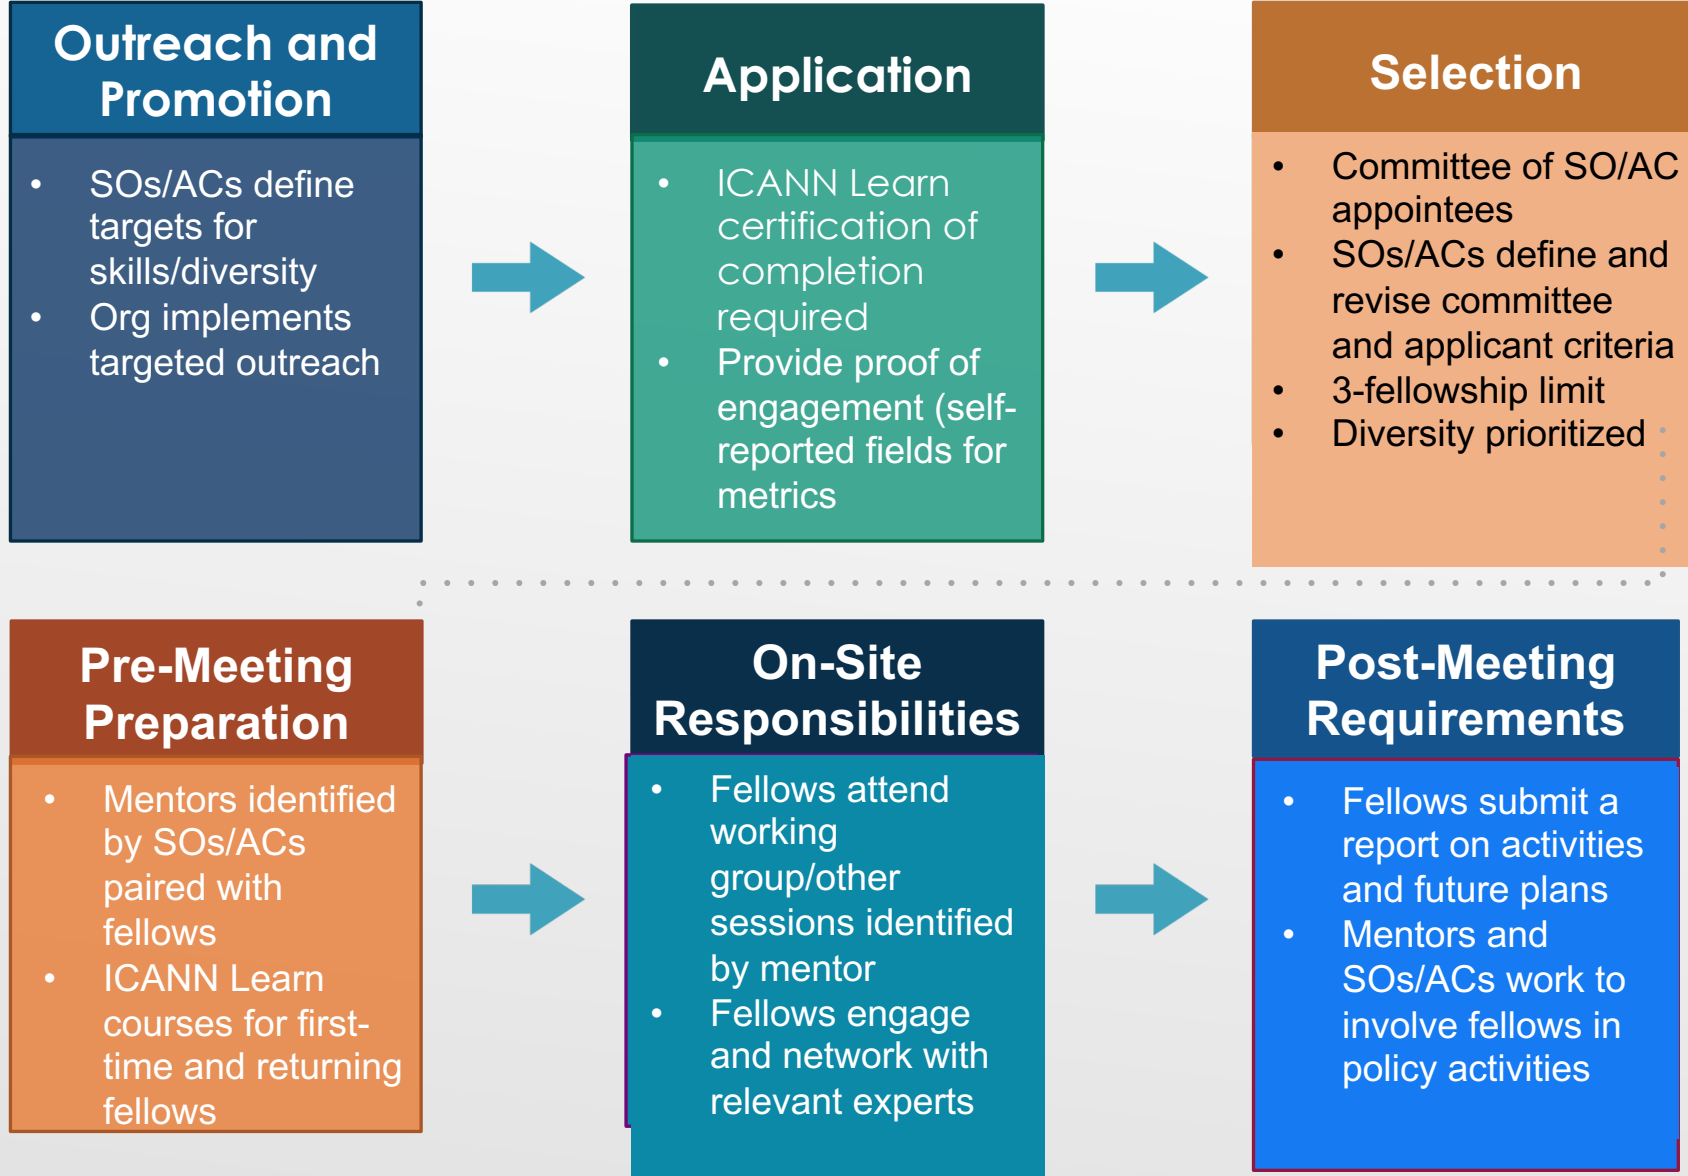 Outreach and
Promotion
• SOs/ACs define
targets for
skills/diversity
• Org implements
targeted outreach
Application
• ICANN Learn
certification of
completion
required
• Provide proof of
engagement (self-
reported fields for
metrics
Selection
• Committee of SO/AC
appointees
• SOs/ACs define and
revise committee
and applicant criteria
• 3-fellowship limit
• Diversity prioritized
Pre-Meeting
Preparation
• Mentors identified
by SOs/ACs
paired with
fellows
• ICANN Learn
courses for first-
time and returning
fellows
On-Site
Responsibilities
• Fellows attend
working
group/other
sessions identified
by mentor
• Fellows engage
and network with
relevant experts
Post-Meeting
Requirements
• Fellows submit a
report on activities
and future plans
• Mentors and
SOs/ACs work to
involve fellows in
policy activities